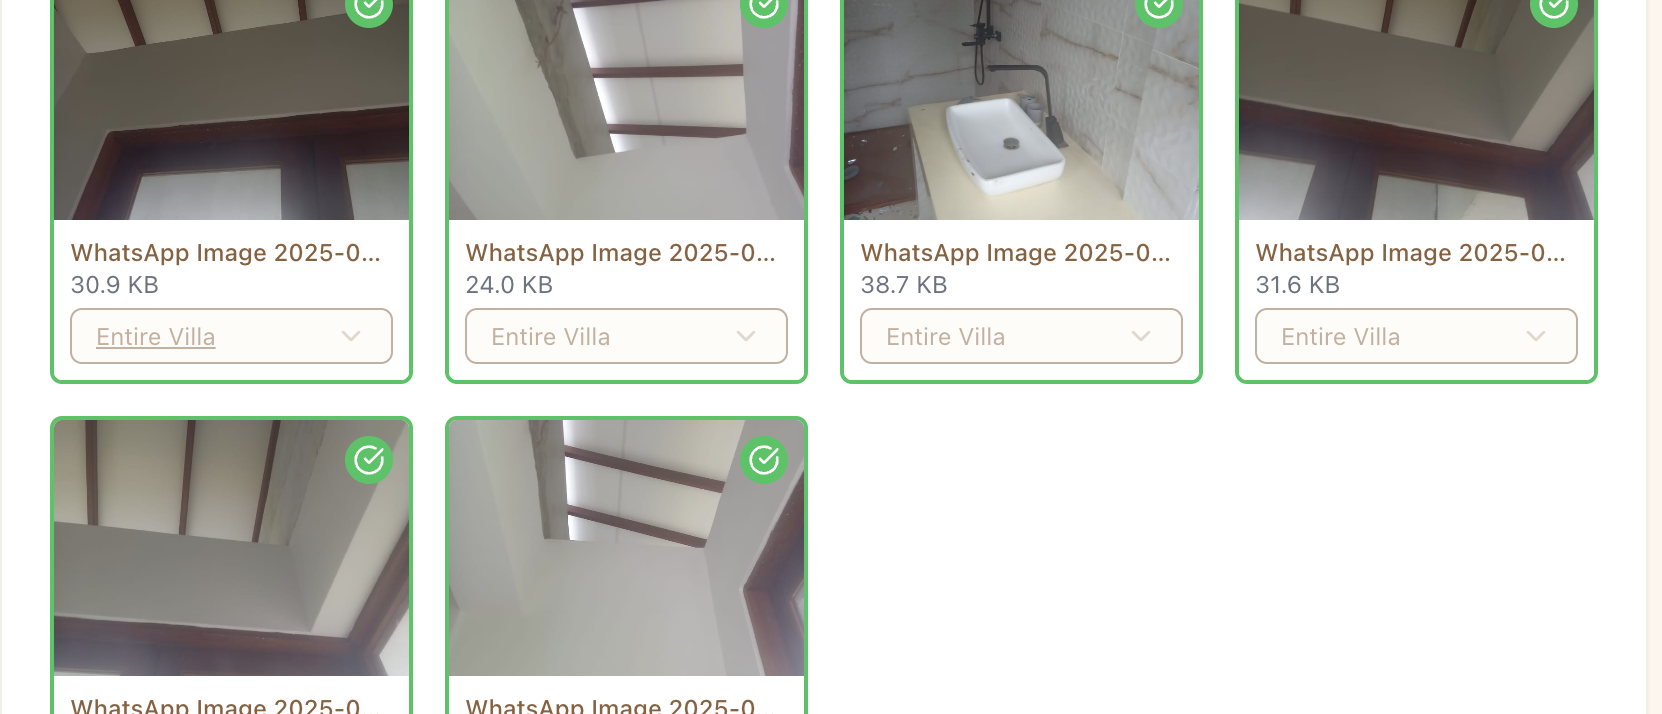 WhatsApp Image 2025-0...
WhatsApp Image 2025-0...
WhatsApp Image 2025-0...
WhatsApp Image 2025-0...
30.9 KB
24.0 KB
38.7 KB
31.6 KB
Entire Villa
Entire Villa
Entire Villa
Entire Villa
WhatsApp Image 2025-0
WhatsApp Image 2025-0